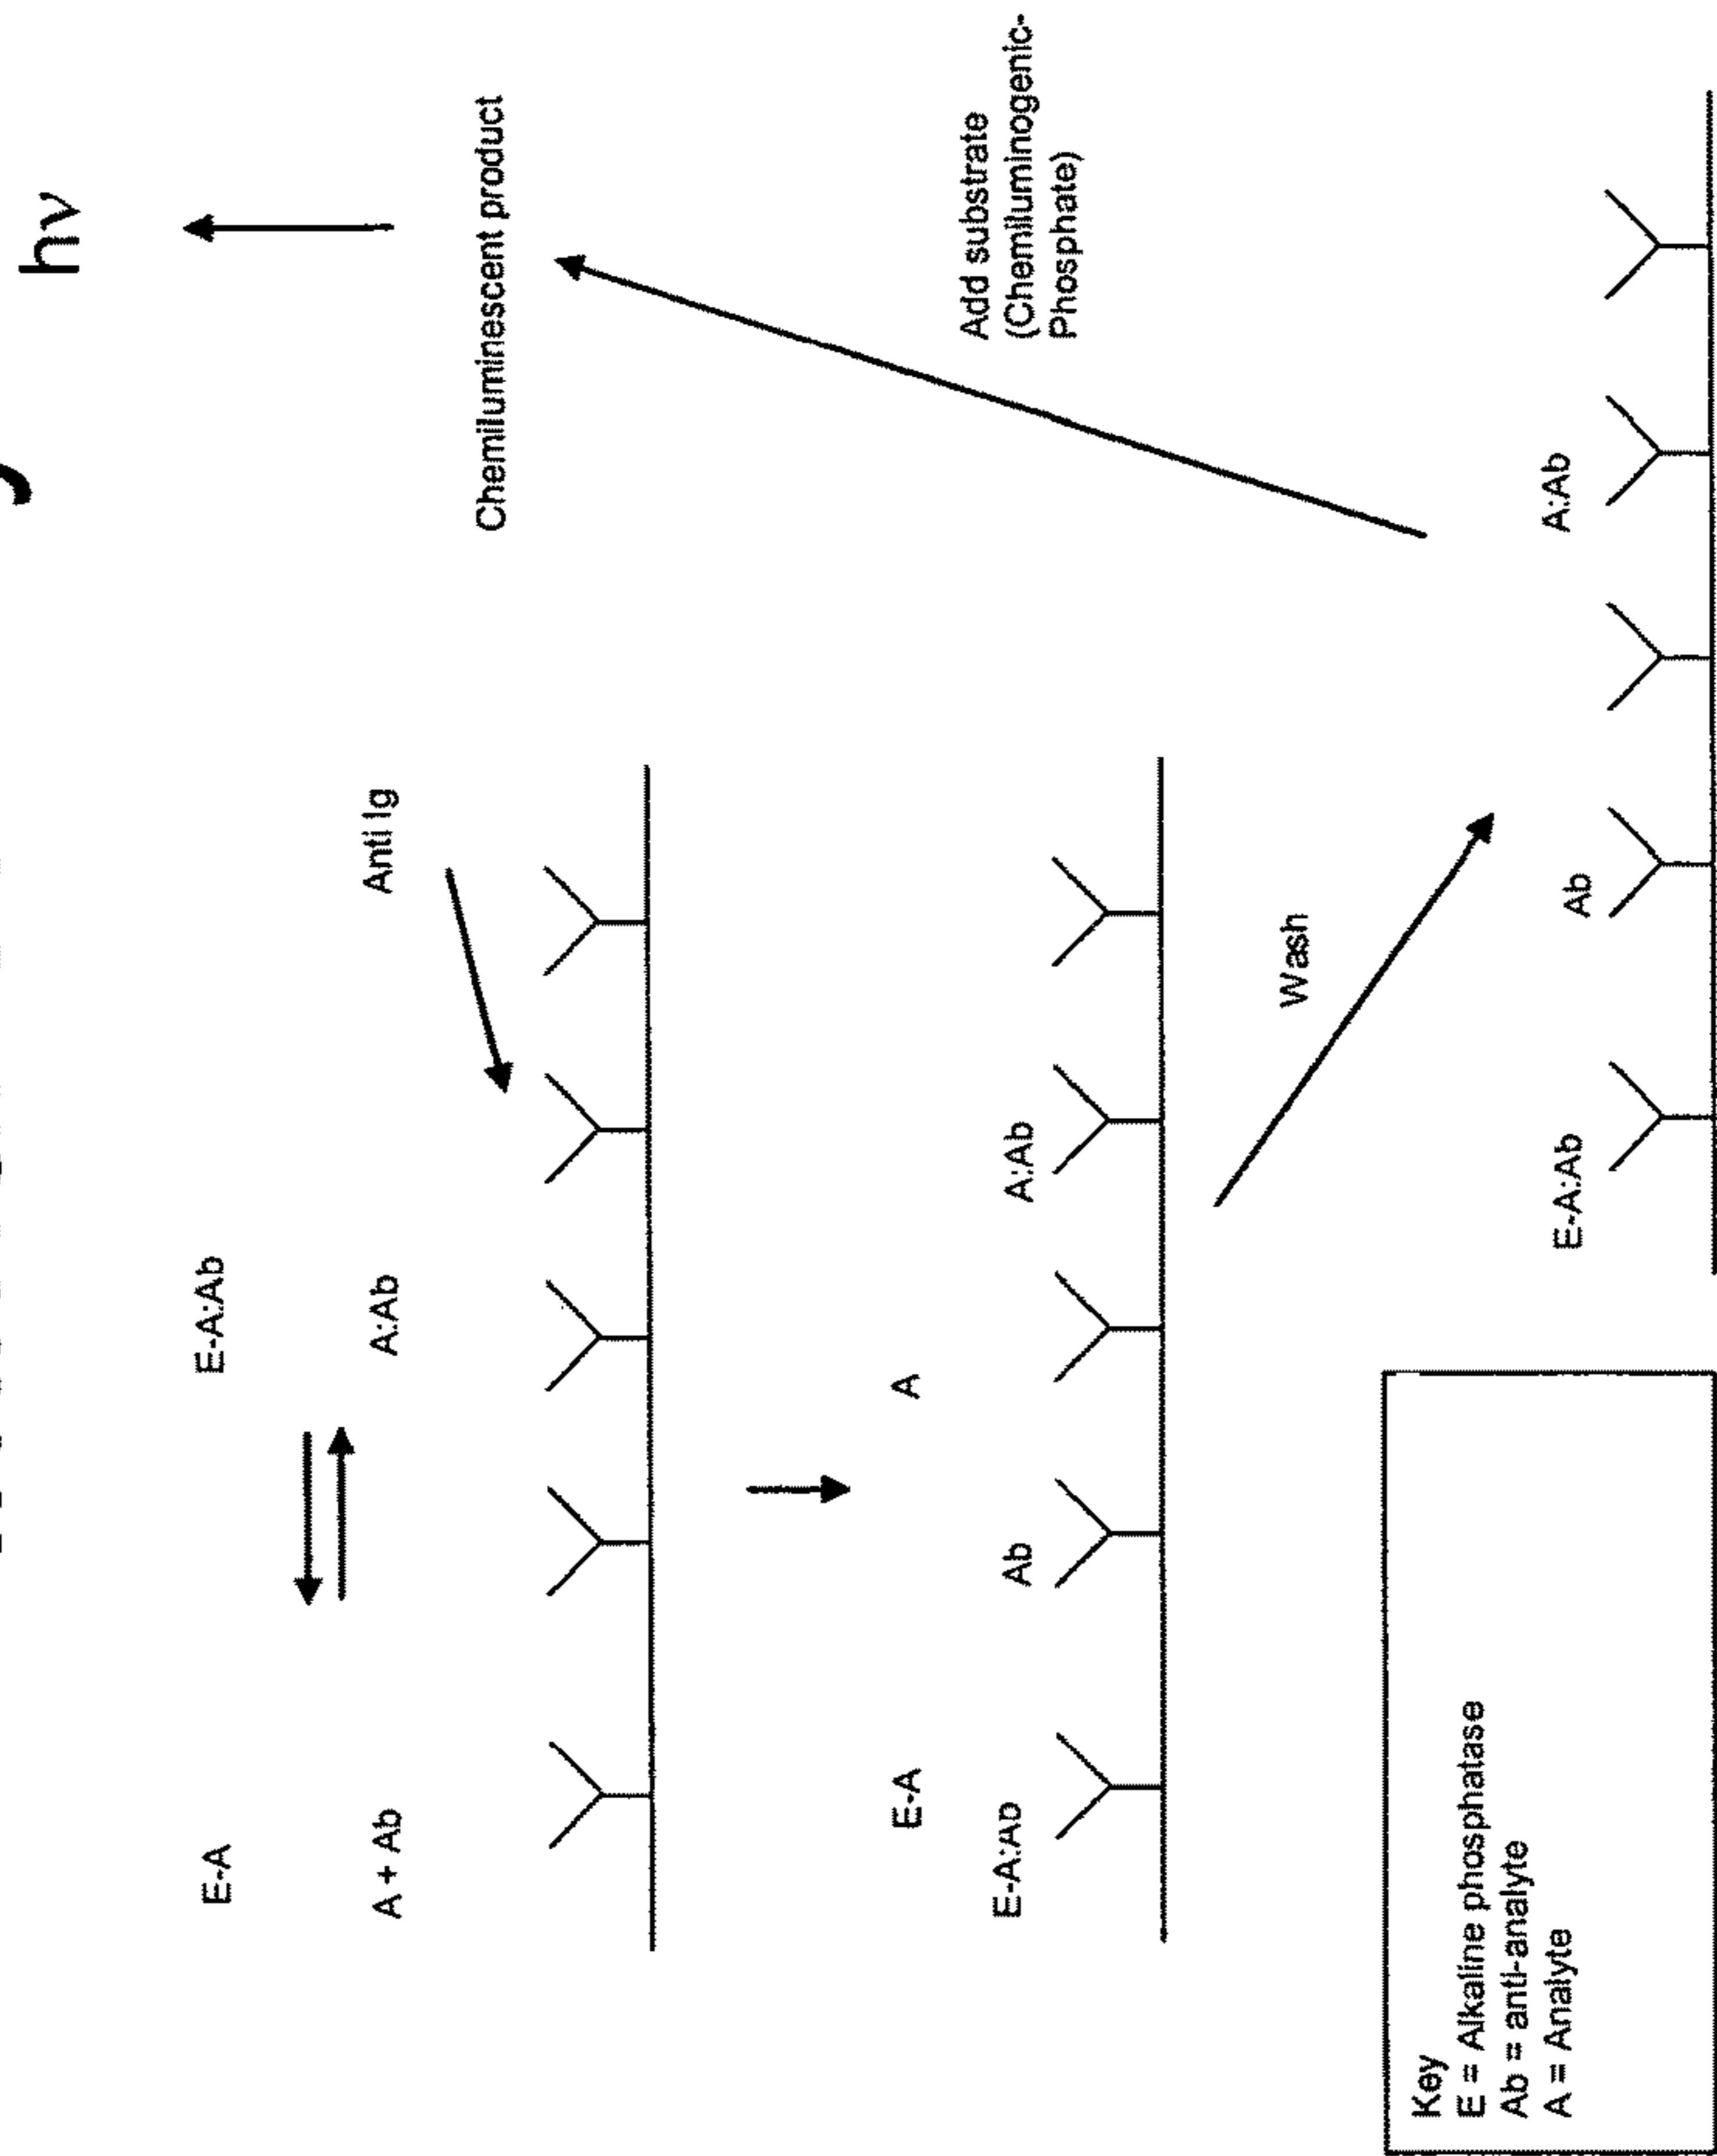 hν
E-A
E-A:Ab
A + Ab
A:Ab
Anti Ig
Chemiluminescent product
E-A
A
E-A:Ab
Ab
A:Ab
Add substrate
(Chemiluminogenic-
Phosphate)
Wash
Key
E = Alkaline phosphatase
Ab = anti-analyte
A = Analyte
E-A:Ab
Ab
A:Ab